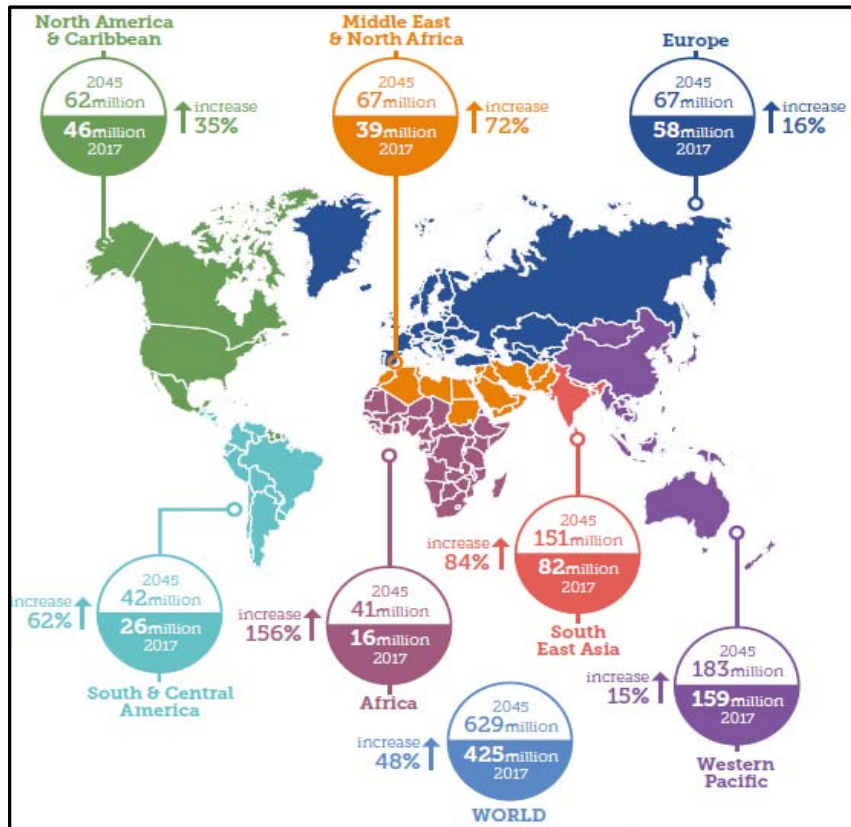 North America
& Caribbean
2045
62million
46million
2017
increase
35%
Middle East
& North Africa
2045
67million
39million
2017
increase
72%
Europe
2045
67million
58million
2017
increase
16%
2045
42million
26million
2017
increase
62%
South & Central
America
2045
41million
16million
2017
increase
156%
Africa
2045
151million
82million
2017
increase
84%
South
East Asia
2045
183million
159million
2017
increase
15%
Western
Pacific
2045
629million
425million
2017
increase
48%
WORLD